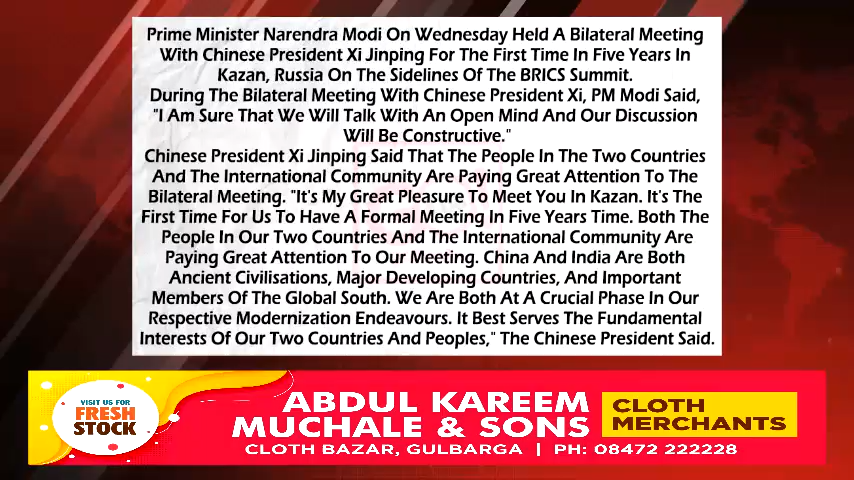 Prime Minister Narendra Modi On Wednesday Held A Bilateral Meeting
With Chinese President Xi Jinping For The First Time In Five Years In
Kazan, Russia On The Sidelines Of The BRICS Summit.
During The Bilateral Meeting With Chinese President Xi, PM Modi Said,
"I Am Sure That We Will Talk With An Open Mind And Our Discussion
Will Be Constructive."
Chinese President Xi Jinping Said That The People In The Two Countries
And The International Community Are Paying Great Attention To The
Bilateral Meeting. "It's My Great Pleasure To Meet You In Kazan. It's The
First Time For Us To Have A Formal Meeting In Five Years Time. Both The
People In Our Two Countries And The International Community Are
Paying Great Attention To Our Meeting. China And India Are Both
Ancient Civilisations, Major Developing Countries, And Important
Members Of The Global South. We Are Both At A Crucial Phase In Our
Respective Modernization Endeavours. It Best Serves The Fundamental
Interests Of Our Two Countries And Peoples," The Chinese President Said.
VISIT US FOR
FRESH
STOCK
ABDUL KAREEM
MUCHALE & SONS
CLOTH
MERCHANTS
CLOTH BAZAR, GULBARGA | PH: 08472 222228